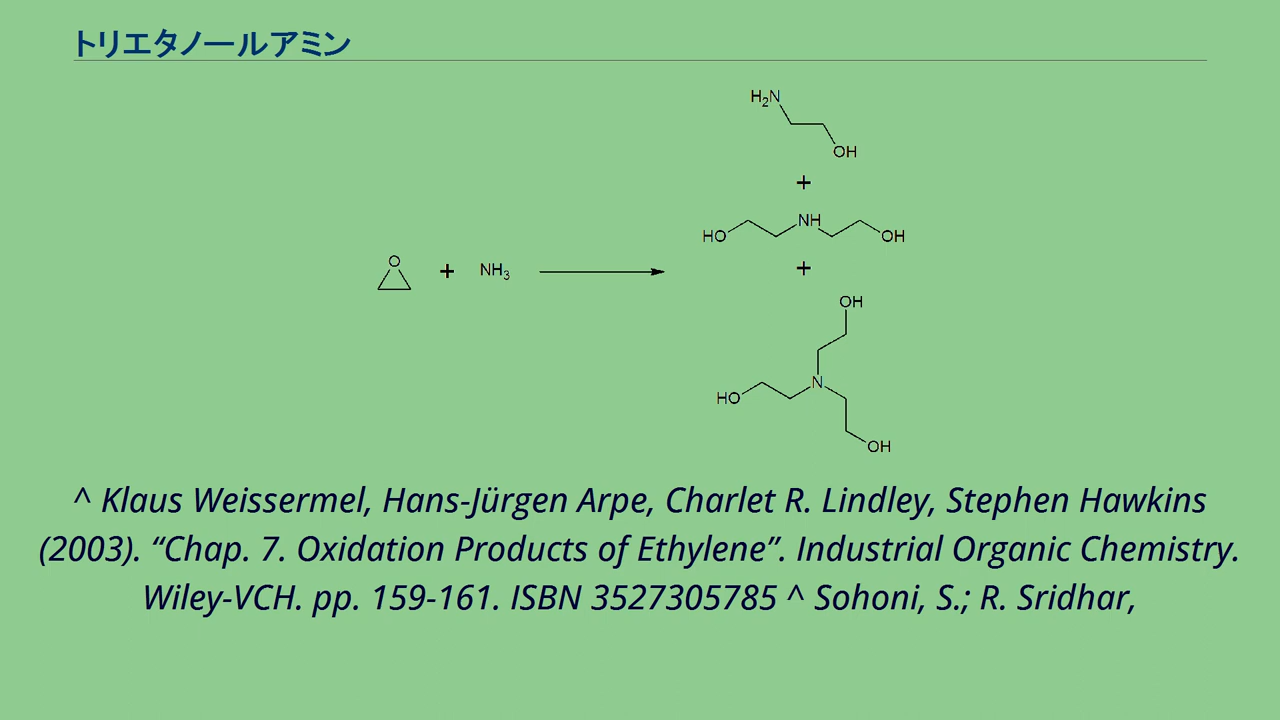 トリエタノールアミン
H₂N
OH
+
HO NH OH
+
O + NH₃
OH
N
HO
OH
^ Klaus Weissermel, Hans-Jürgen Arpe, Charlet R. Lindley, Stephen Hawkins
(2003). “Chap. 7. Oxidation Products of Ethylene”. Industrial Organic Chemistry.
Wiley-VCH. pp. 159-161. ISBN 3527305785 ^ Sohoni, S.; R. Sridhar,